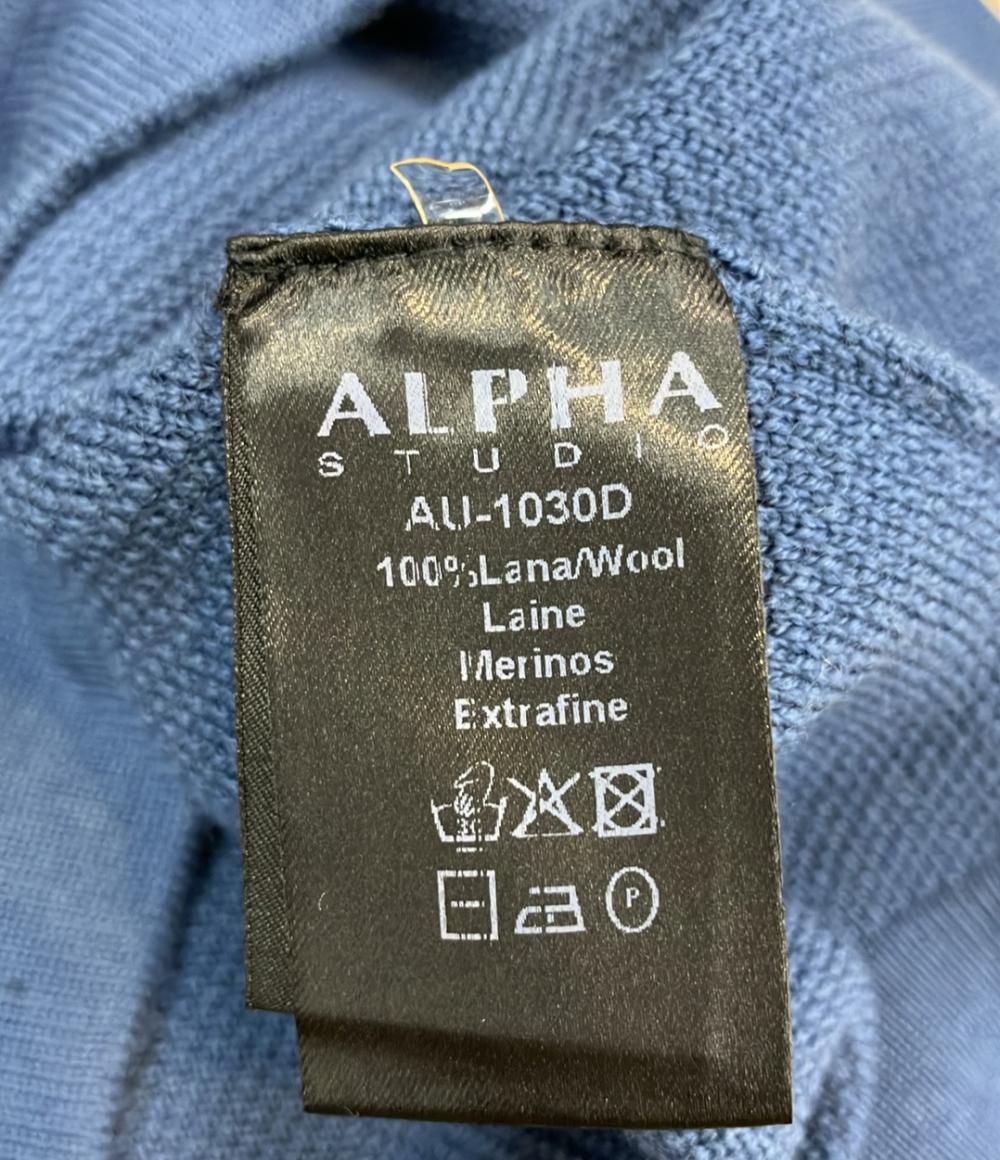 ALPHA
STUDIO
AU-1030D
100%Lana/Wool
Laine
Merinos
Extrafine
P